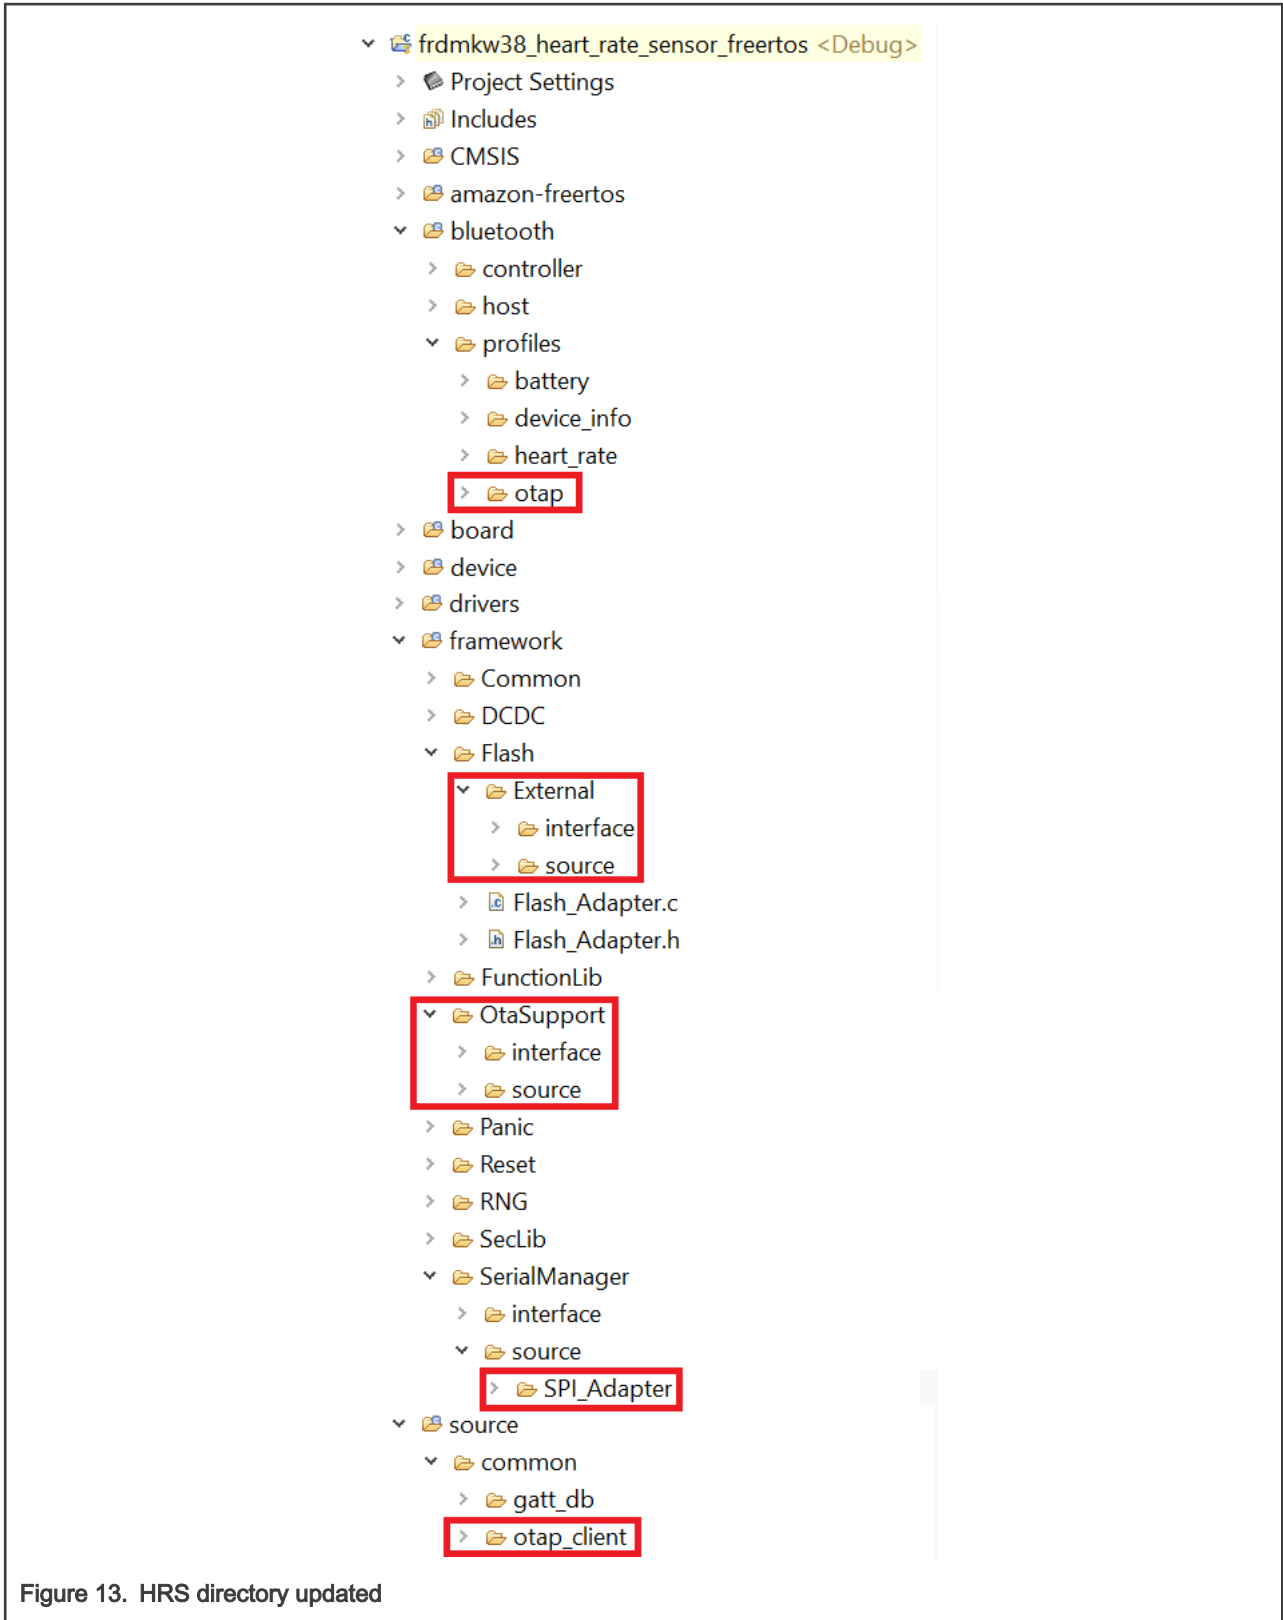 frdmkw38_heart_rate_sensor_freertos <Debug>
Project Settings
Includes
CMSIS
amazon-freertos
bluetooth
controller
host
profiles
battery
device_info
heart_rate
otap
board
device
drivers
framework
Common
DCDC
Flash
External
interface
source
Flash_Adapter.c
Flash_Adapter.h
FunctionLib
OtaSupport
interface
source
Panic
Reset
RNG
SecLib
SerialManager
interface
source
SPI_Adapter
source
common
gatt_db
otap_client
Figure 13. HRS directory updated